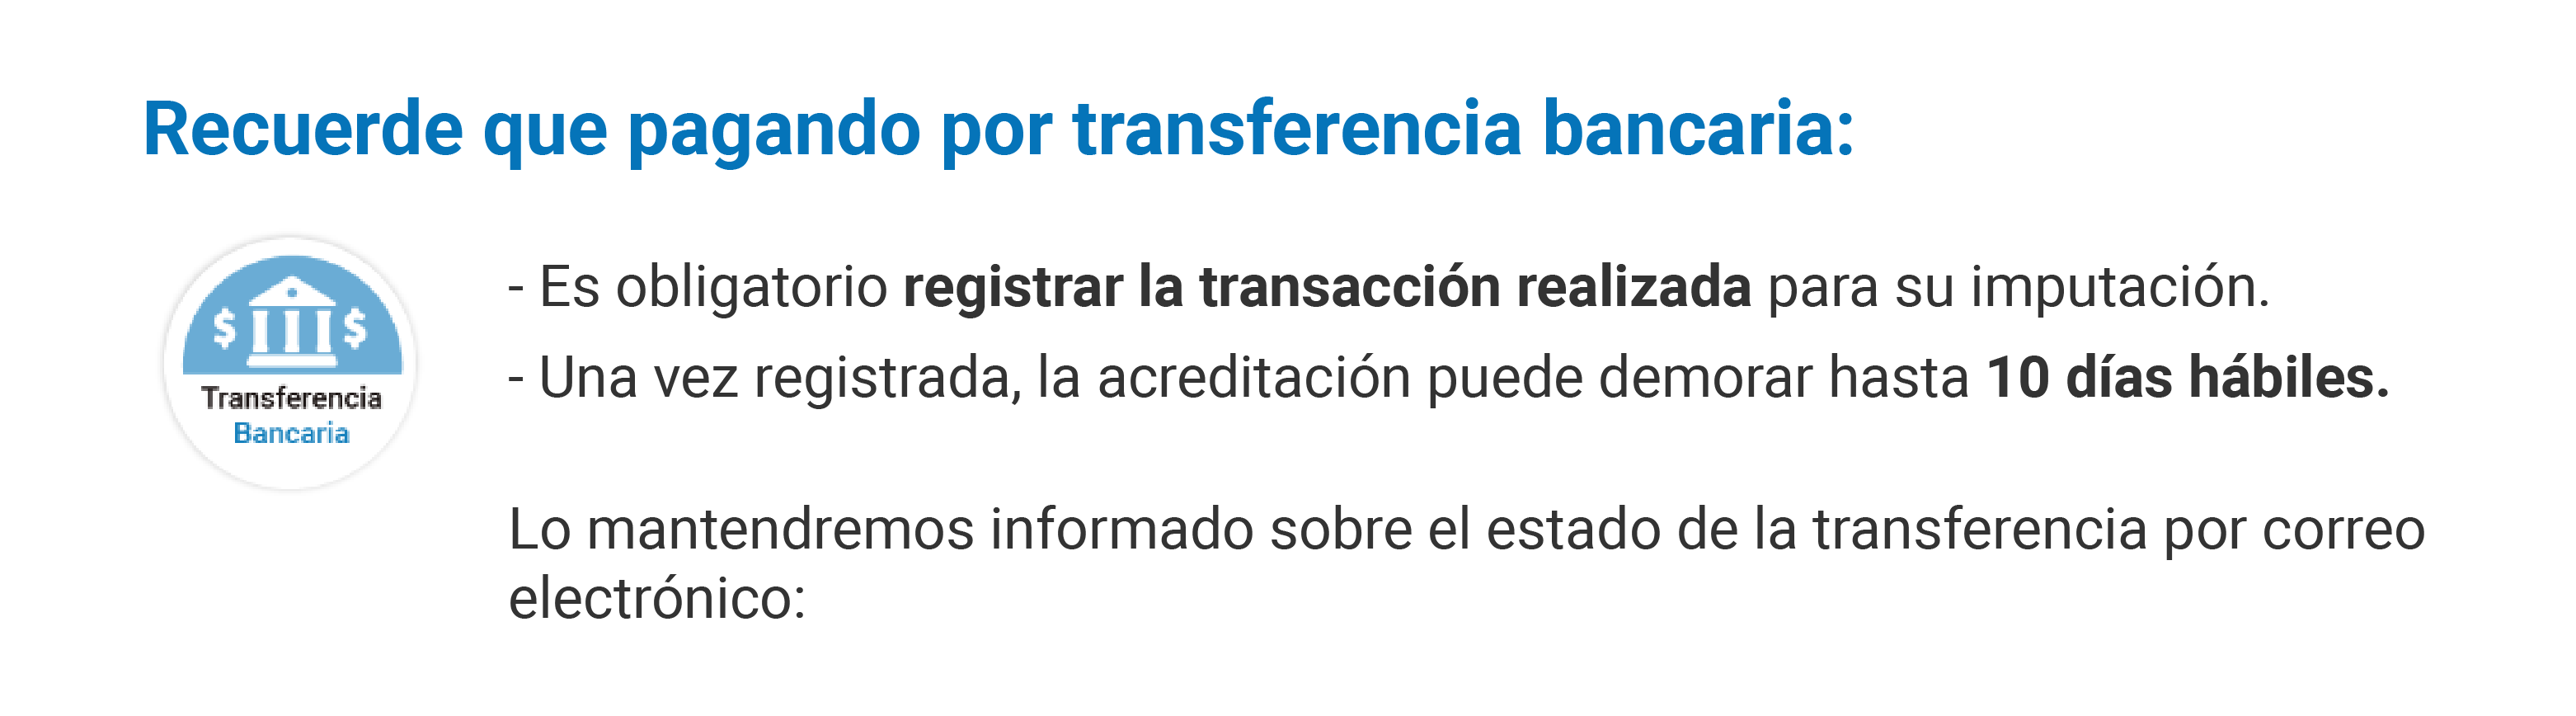 Recuerde que pagando por transferencia bancaria:
$ $
Transferencia
Bancaria
- Es obligatorio registrar la transacción realizada para su imputación.
- Una vez registrada, la acreditación puede demorar hasta 10 días hábiles.
Lo mantendremos informado sobre el estado de la transferencia por correo
electrónico: